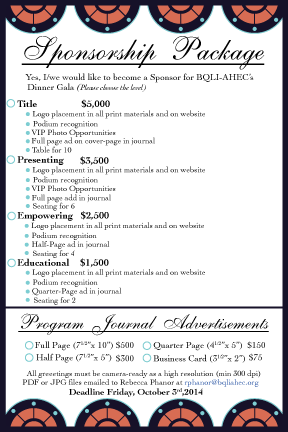 Sponsorship Package
Yes, I/we would like to become a Sponsor for BQLI-AHEC's
Dinner Gala (Please choose the level)
Title $5,000
Logo placement in all print materials and on website
Podium recognition
VIP Photo Opportunities
Full page ad on cover-page in journal
Table for 10
Presenting $3,500
Logo placement in all print materials and on website
Podium recognition
VIP Photo Opportunities
Full page add in journal
Seating for 6
Empowering $2,500
Logo placement in all print materials and on website
Podium recognition
Half-Page ad in journal
Seating for 4
Educational $1,500
Logo placement in all print materials and on website
Podium recognition
Quarter-Page ad in Journal
Seating for 2
Program Journal Advertisements
Full Page (7 1/2"x 10") $500 Quarter Page (4 1/2"x 5") $150
Half Page (7 1/2"x 5") $300 Business Card (3 1/2"x 2") $75
All greeetings must be camera-ready as a high resolution (min 300 dpi)
PDF or JPG files emailed to Rebecca Phanor at rphanor@bqliahec.org
Deadline Friday, October 3rd,2014